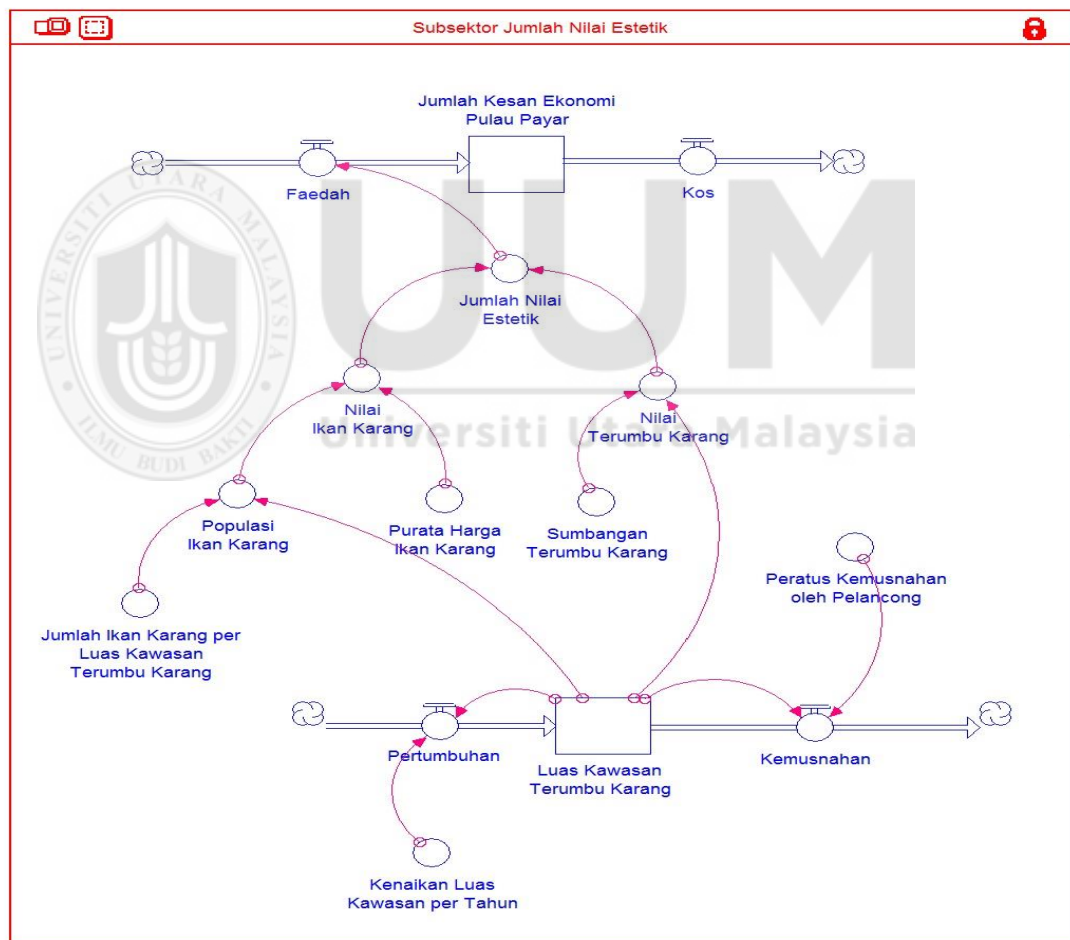 Subsektor Jumlah Nilai Estetik
Jumlah Kesan Ekonomi
Pulau Payar
Faedah
Kos
Jumlah Nilai
Estetik
Nilai
Ikan Karang
Nilai
Terumbu Karang
Populasi
Ikan Karang
Purata Harga
Ikan Karang
Sumbangan
Terumbu Karang
Peratus Kemusnahan
oleh Pelancong
Jumlah Ikan Karang per
Luas Kawasan
Terumbu Karang
Pertumbuhan
Luas Kawasan
Terumbu Karang
Kemusnahan
Kenaikan Luas
Kawasan per Tahun
UUM
Universiti Utara Malaysia
UNIVERSITI UTARA MALAYSIA
ILMU BUDI BAKTI